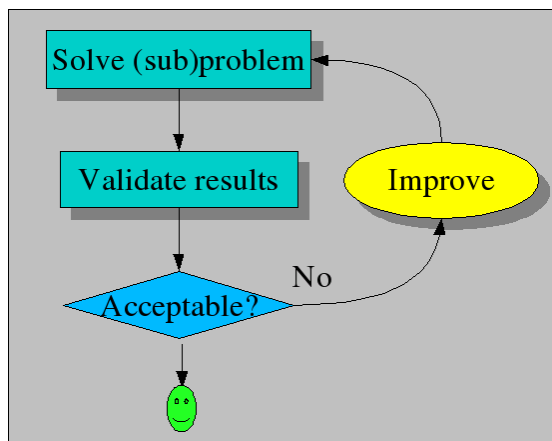 Solve (sub)problem
Validate results
Improve
No
Acceptable?